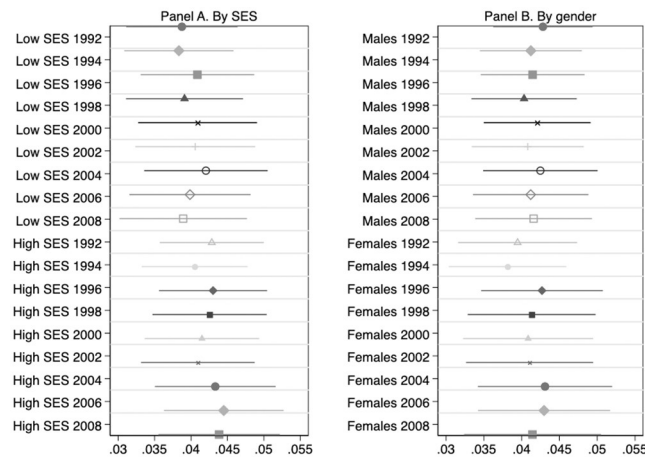 Panel A. By SES
Low SES 1992
Low SES 1994
Low SES 1996
Low SES 1998
Low SES 2000
Low SES 2002
Low SES 2004
Low SES 2006
Low SES 2008
High SES 1992
High SES 1994
High SES 1996
High SES 1998
High SES 2000
High SES 2002
High SES 2004
High SES 2006
High SES 2008
.03 .035 .04 .045 .05 .055
Panel B. By gender
Males 1992
Males 1994
Males 1996
Males 1998
Males 2000
Males 2002
Males 2004
Males 2006
Males 2008
Females 1992
Females 1994
Females 1996
Females 1998
Females 2000
Females 2002
Females 2004
Females 2006
Females 2008
.03 .035 .04 .045 .05 .055